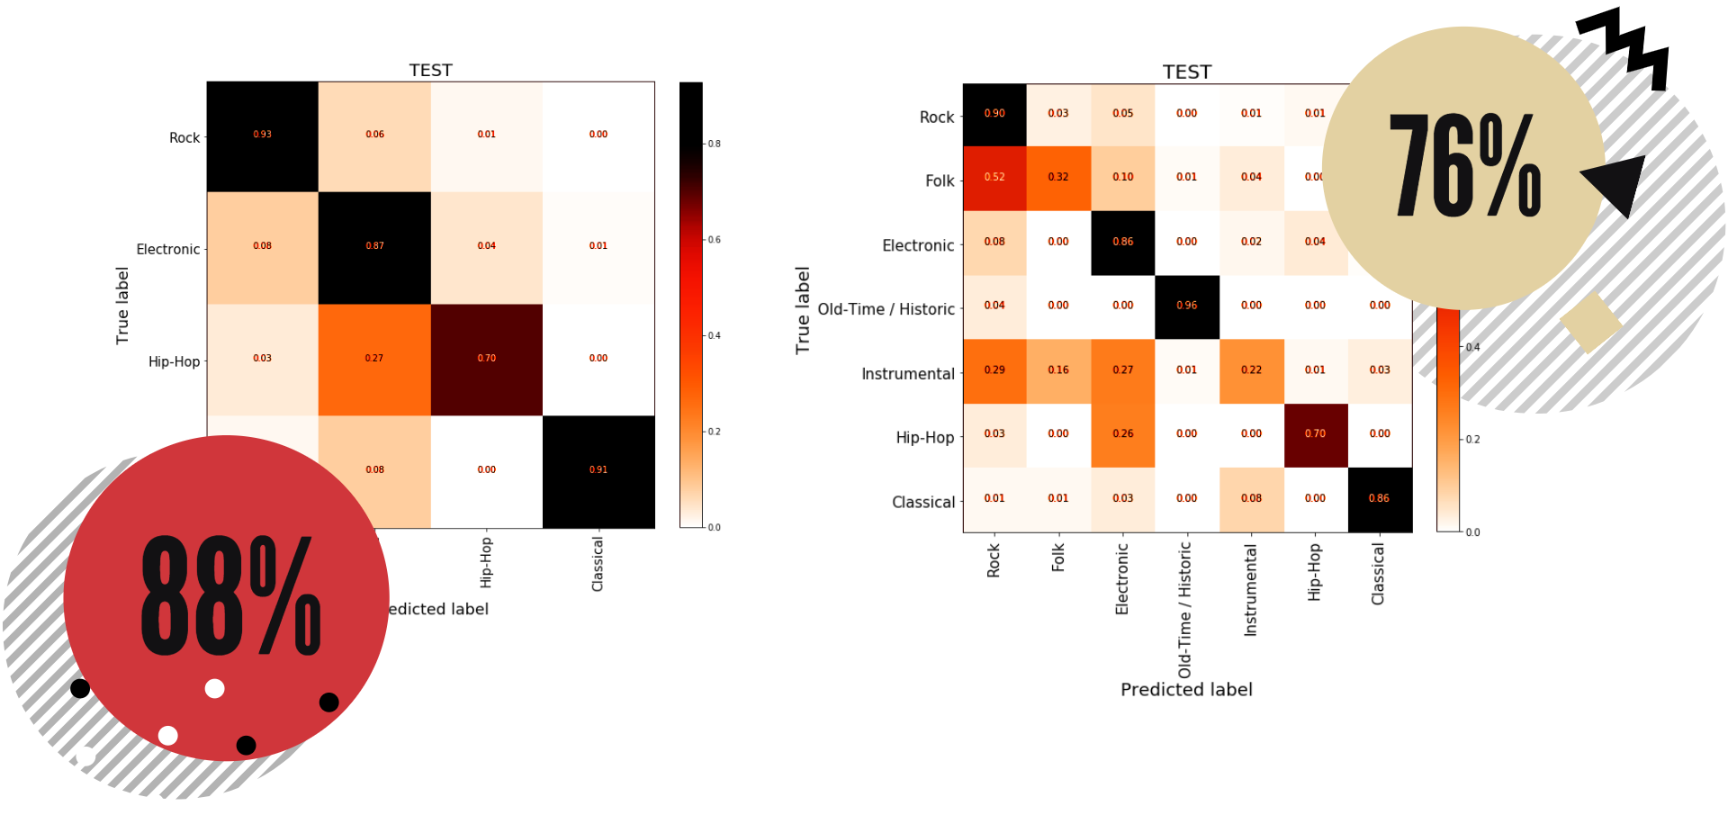 TEST
Rock 0.93 0.06 0.01 0.00
Electronic 0.08 0.87 0.04 0.01
Hip-Hop 0.03 0.27 0.70 0.00
0.08 0.00 0.91
True label
Hip-Hop
Classical
edicted label
0.8
0.6
0.4
0.2
0.0
88%
TEST
Rock 0.90 0.03 0.05 0.00 0.01 0.01
Folk 0.52 0.32 0.10 0.01 0.04
Electronic 0.08 0.00 0.86 0.00 0.02 0.04
Old-Time / Historic 0.04 0.00 0.00 0.96 0.00 0.00 0.00
Instrumental 0.29 0.16 0.27 0.01 0.22 0.01 0.03
Hip-Hop 0.03 0.00 0.26 0.00 0.00 0.70 0.00
Classical 0.01 0.01 0.03 0.00 0.08 0.00 0.86
True label
Rock
Folk
Electronic
Old-Time / Historic
Instrumental
Hip-Hop
Classical
Predicted label
0.4
0.2
0.0
76%